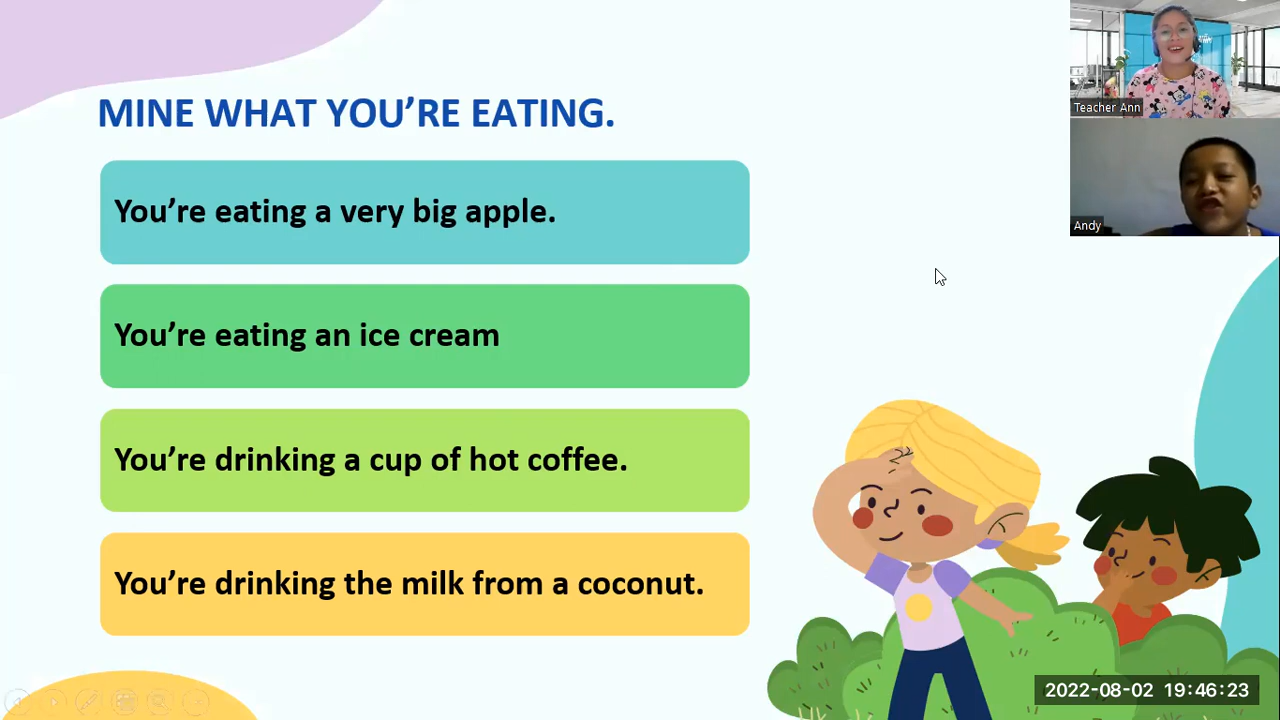 MINE WHAT YOU'RE EATING.
You're eating a very big apple.
You're eating an ice cream
You're drinking a cup of hot coffee.
You're drinking the milk from a coconut.
Teacher Ann
Andy
2022-08-02 19:46:23